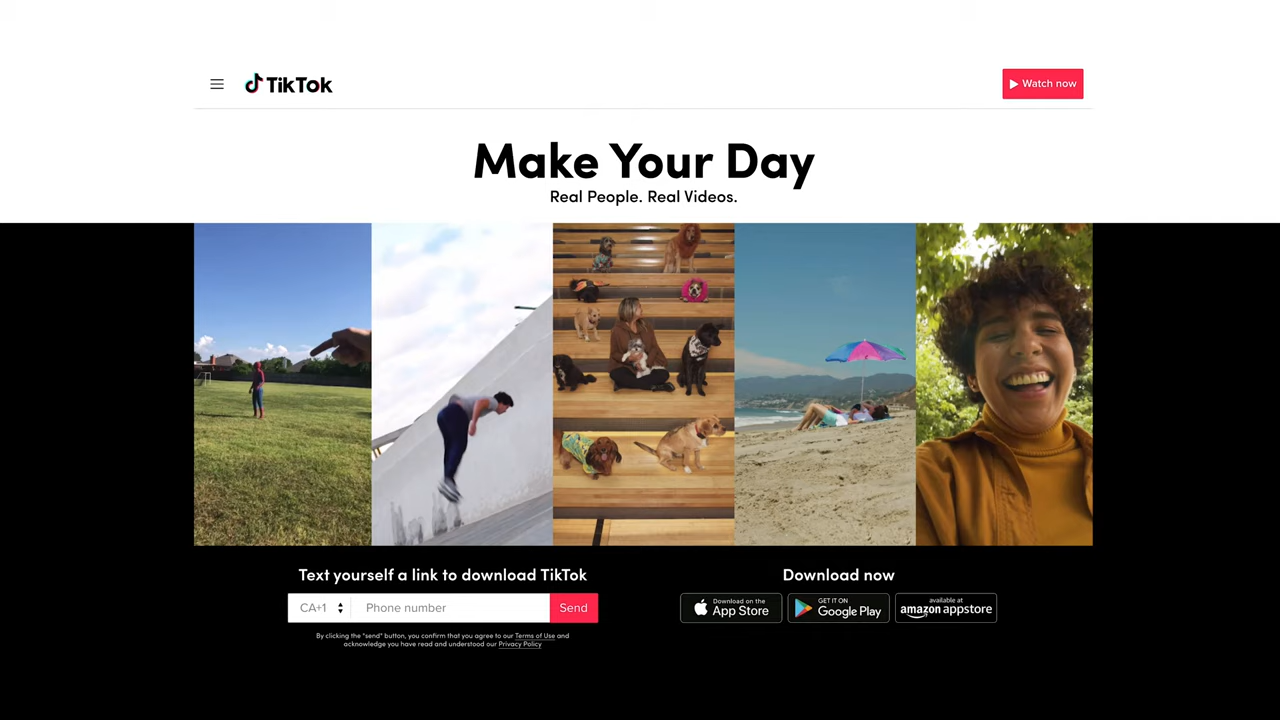 TikTok
Watch now
Make Your Day
Real People. Real Videos.
Text yourself a link to download TikTok
CA+1
Phone number
Send
By clicking the "send" button, you confirm that you agree to our Terms of Use and
acknowledge you have read and understood our Privacy Policy
Download now
Download on the
App Store
GET IT ON
Google Play
available at
amazon appstore